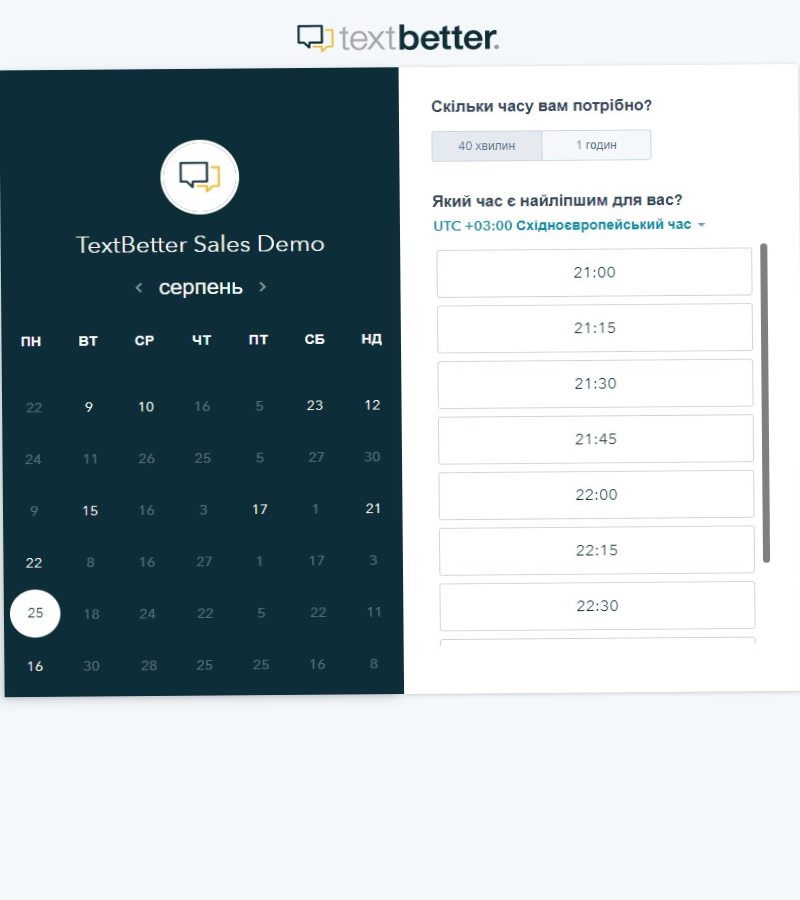 textbetter.
TextBetter Sales Demo
серпень
ПН ВТ СР ЧТ ПТ СБ НД
22 9 10 16 5 23 12
24 11 26 25 5 27 30
9 15 16 3 17 1 21
22 8 16 27 1 17 3
25 18 24 22 5 22 11
16 30 28 25 25 16 8
Скільки часу вам потрібно?
40 хвилин 1 годин
Який час є найліпшим для вас?
UTC +03:00 Східноєвропейський час
21:00
21:15
21:30
21:45
22:00
22:15
22:30